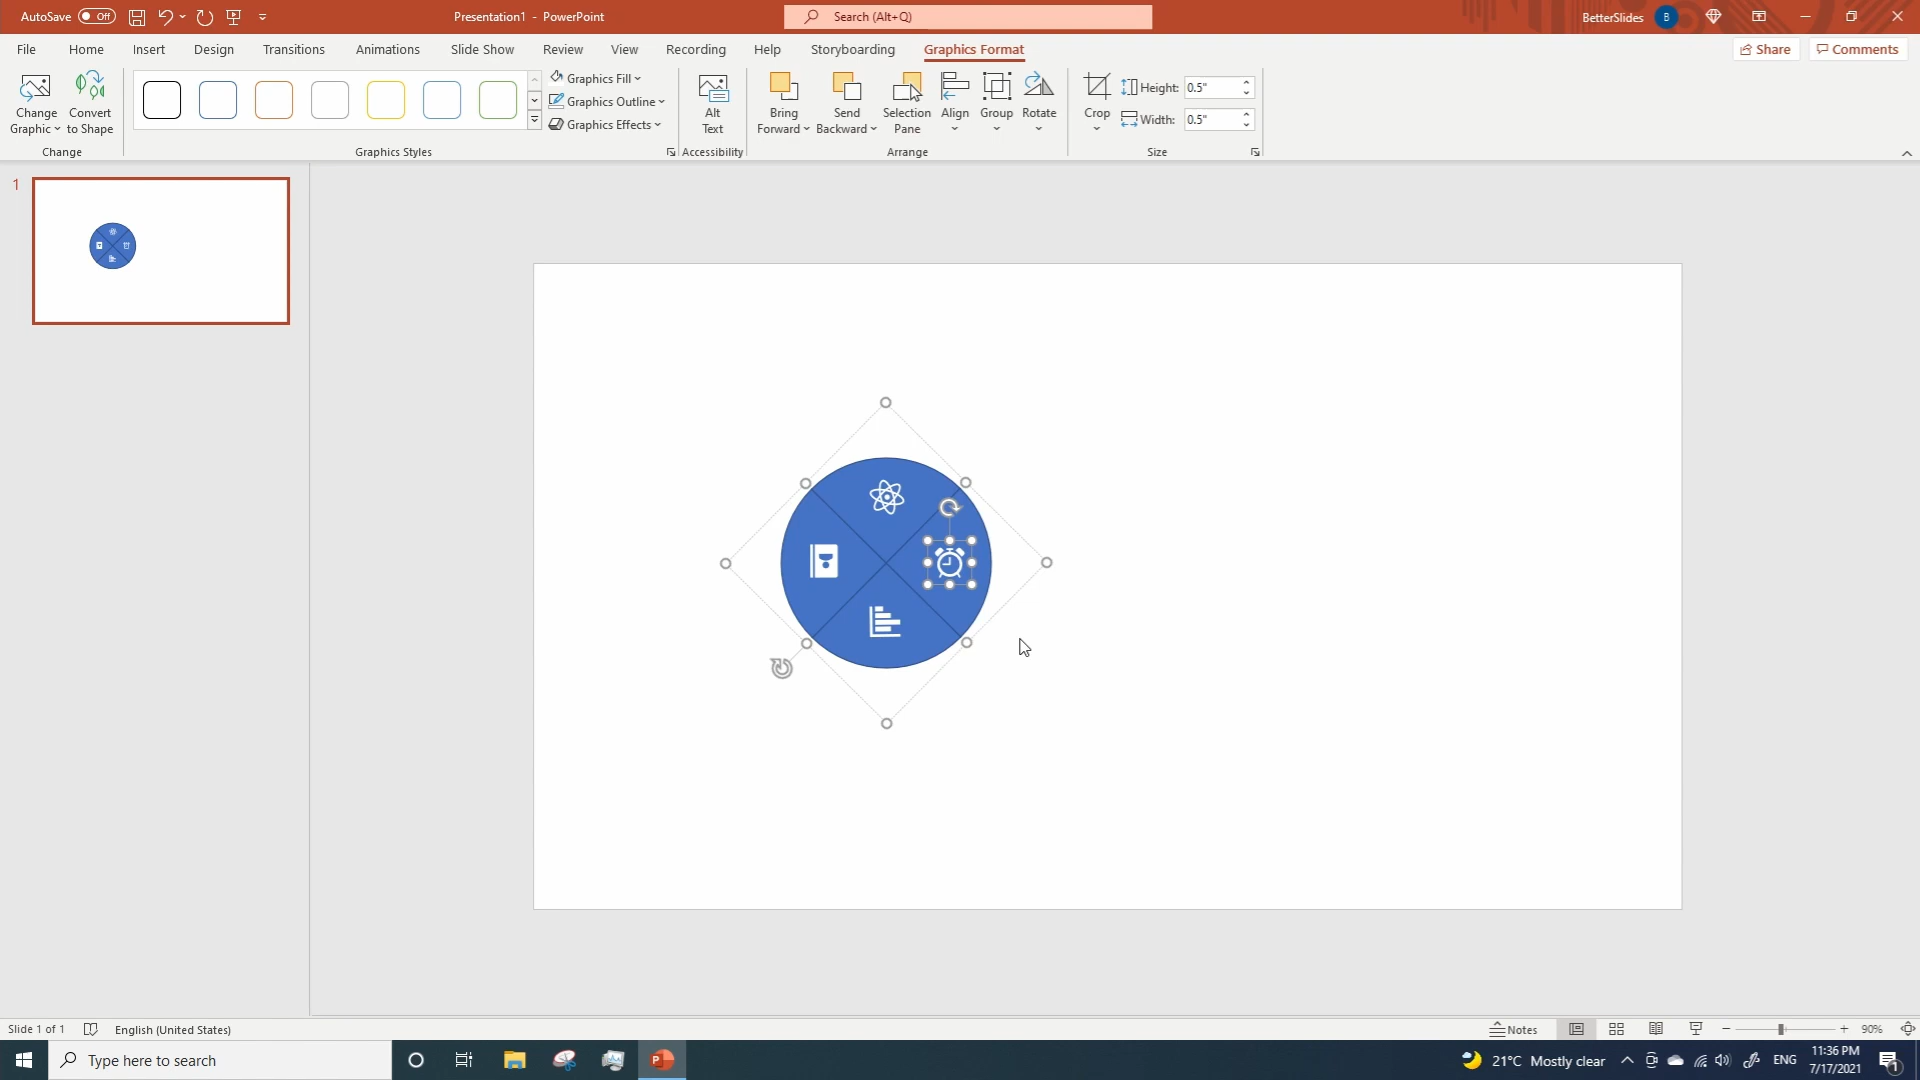 AutoSave Off Presentation1 - PowerPoint Search (Alt+Q) BetterSlides B
File Home Insert Design Transitions Animations Slide Show Review View Recording Help Storyboarding Graphics Format Share Comments
Change Graphic
Convert to Shape
Change
Graphics Fill
Graphics Outline
Graphics Effects
Graphics Styles
Alt Text
Accessibility
Bring Forward
Send Backward
Selection Pane
Align
Group
Rotate
Arrange
Crop
Height: 0.5"
Width: 0.5"
Size
1
Slide 1 of 1 English (United States) Notes 90%
Type here to search P 21°C Mostly clear ENG
11:36 PM
7/17/2021
1